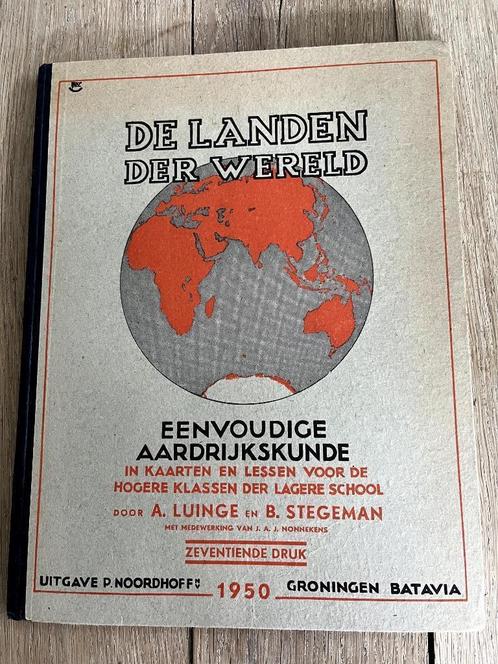 DE LANDEN
DER WERELD
EENVOUDIGE
AARDRIJKSKUNDE
IN KAARTEN EN LESSEN VOOR DE
HOGERE KLASSEN DER LAGERE SCHOOL
DOOR A. LUINGE EN B. STEGEMAN
MET MEDEWERKING VAN J. A. J. NONNEKENS
ZEVENTIENDE DRUK
UITGAVE P. NOORDHOFF N.V. 1950 GRONINGEN BATAVIA